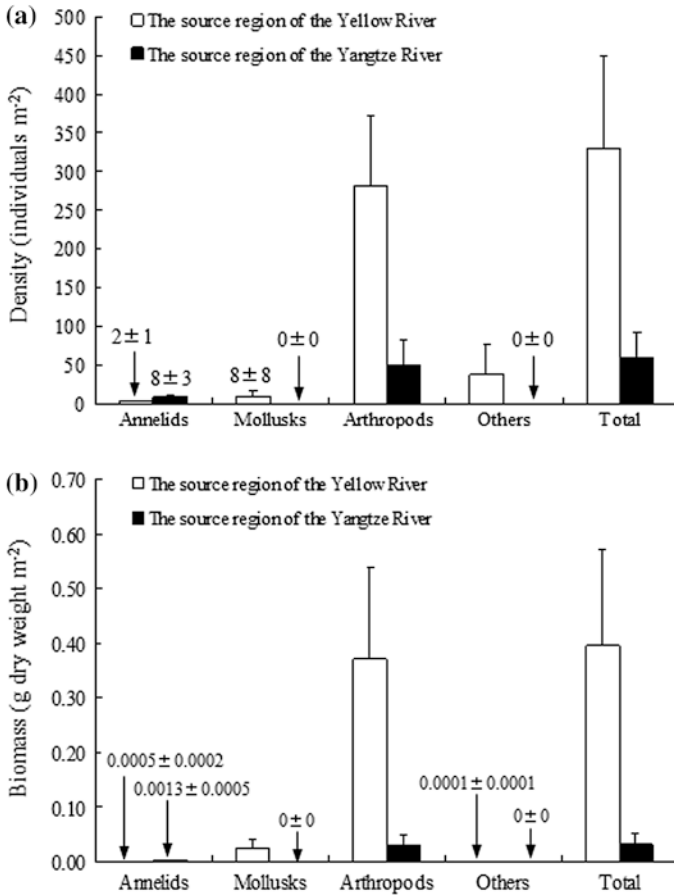 (a)
500
The source region of the Yellow River
450
The source region of the Yangtze River
400
350
300
250
200
150
100
50
0
Density (individuals m-2)
2±1
8±3
8±8
0±0
0±0
Annelids Mollusks Arthropods Others Total
(b)
0.70
The source region of the Yellow River
0.60
The source region of the Yangtze River
0.50
0.40
0.30
0.20
0.10
0.00
Biomass (g dry weight m-2)
0.0005±0.0002
0.0013±0.0005
0±0
0.0001±0.0001
0±0
Annelids Mollusks Arthropods Others Total